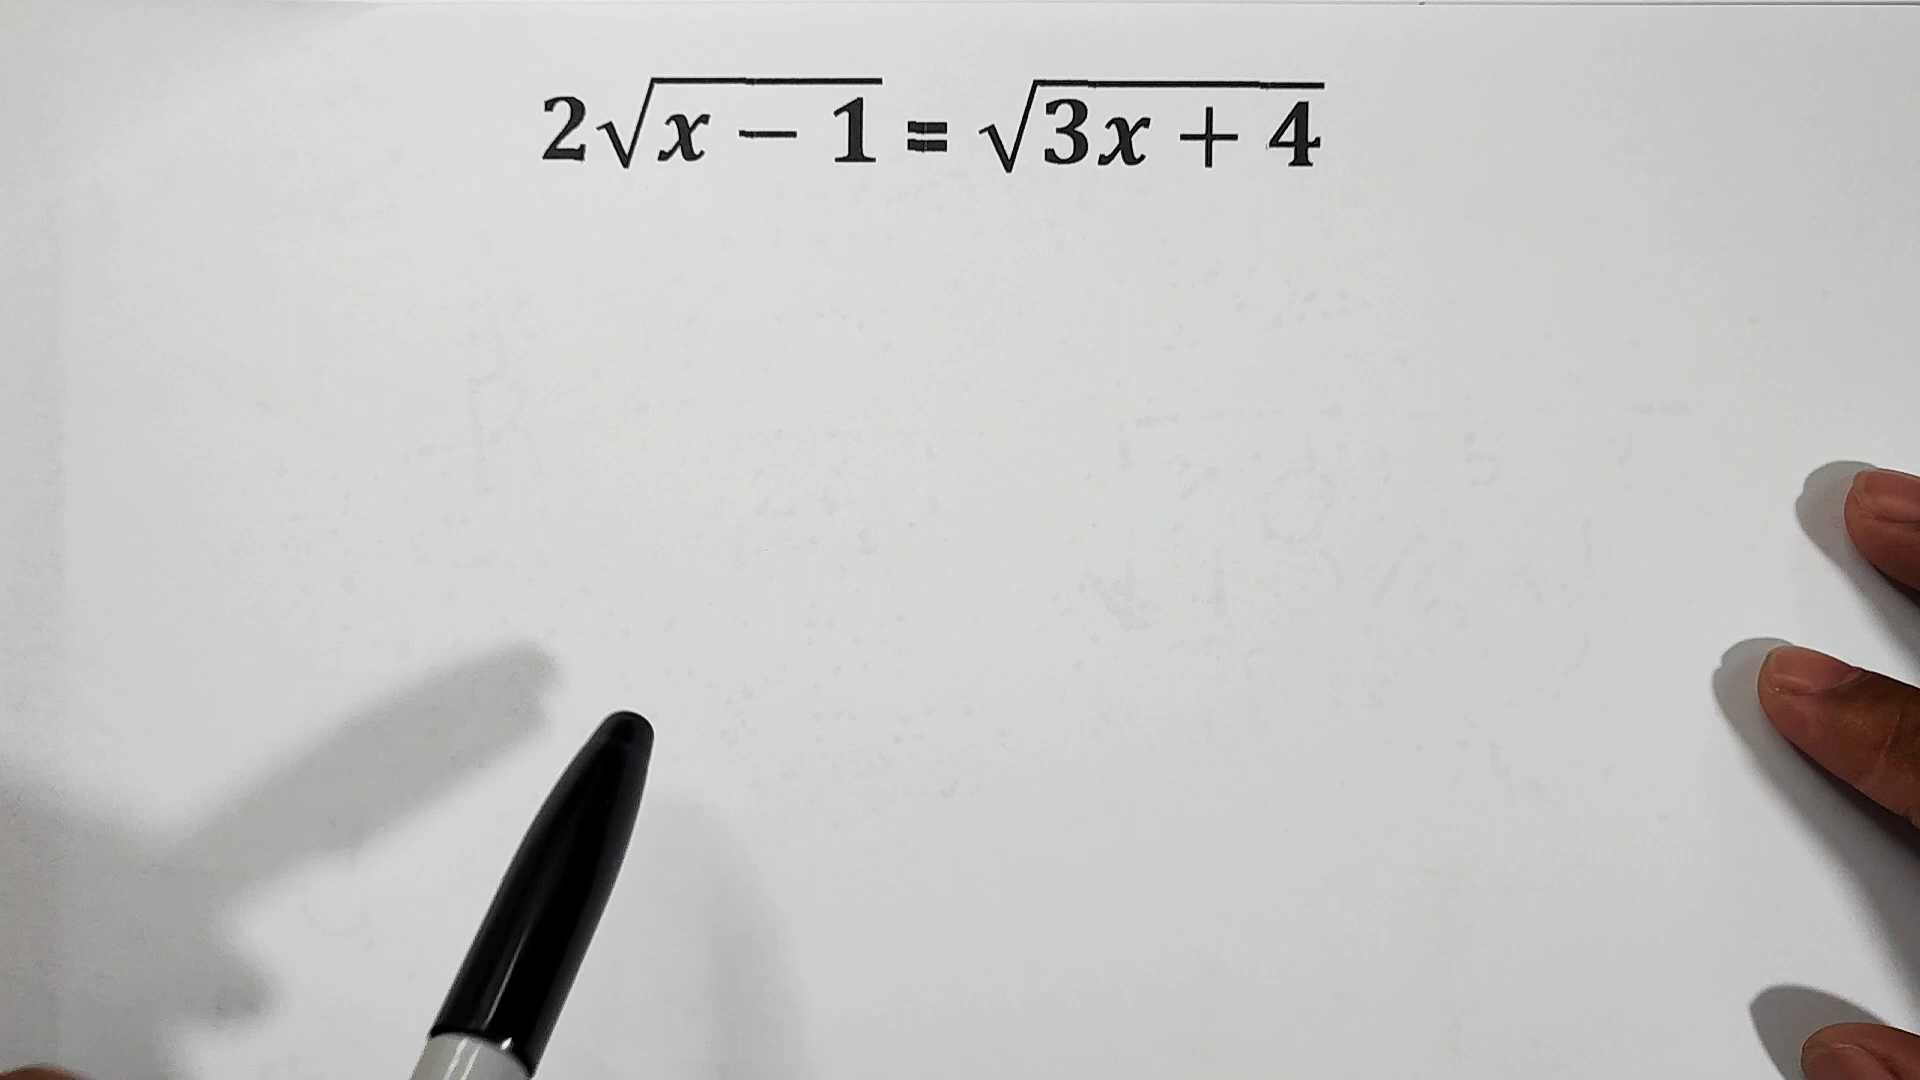 2√x − 1 = √3x + 4